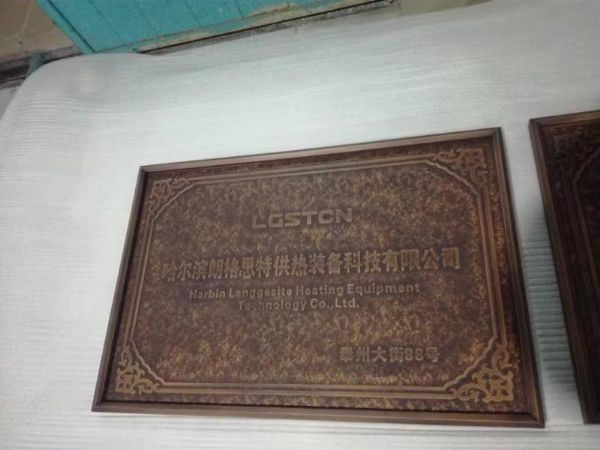 LGSTCN
哈尔滨朗格思特供热装备科技有限公司
Harbin Langgesite Heating Equipment
Technology Co.,Ltd.
泰州大街88号